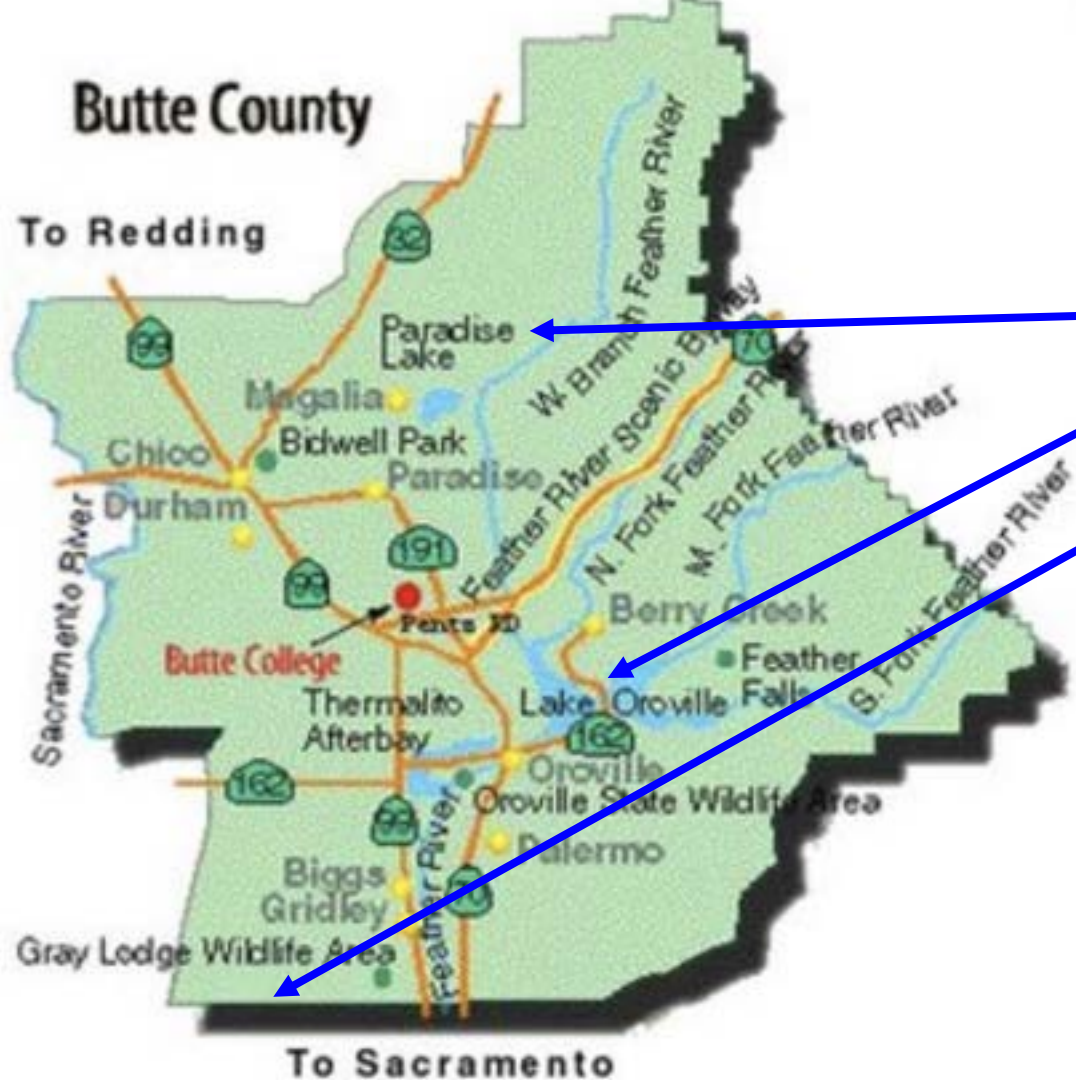 Butte County
To Redding
32
99
W. Branch Feather River
Paradise
Lake
70
Magalia
Bidwell Park
Chico
Paradise
Durham
Feather River Scenic Byway
N. Fork Feather River
M. Fork Feather River
S. Fork Feather River
Sacramento River
191
99
Pentz RD
Berry Creek
Butte College
Feather
Falls
Thermalito
Afterbay
Lake Oroville
162
162
Oroville
Oroville State Wildlife Area
99
Feather River
Palermo
Biggs
70
Gridley
Gray Lodge Wildlife Area
To Sacramento